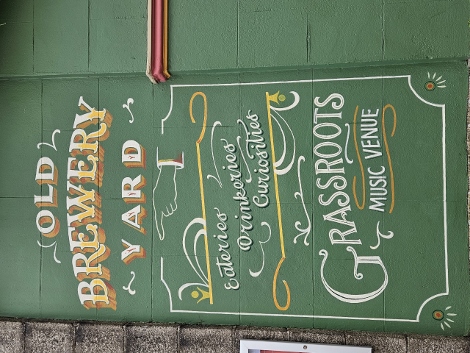 OLD
BREWERY
YARD
Eateries
Drinkeries
Curiosities
GRASSROOTS
MUSIC VENUE